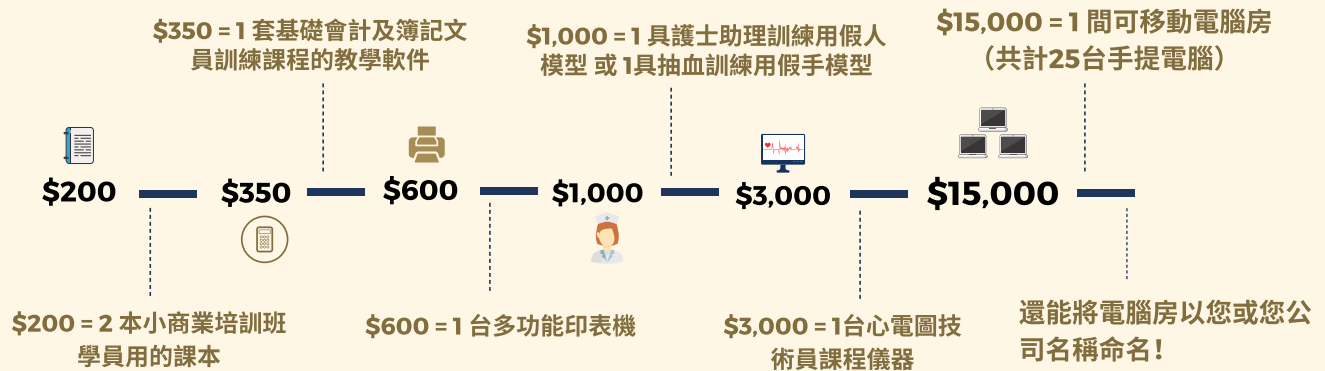 $350 = 1 套基礎會計及簿記文
員訓練課程的教學軟件
$1,000 = 1 具護士助理訓練用假人
模型 或 1具抽血訓練用假手模型
$15,000 = 1 間可移動電腦房
（共計25台手提電腦）
$200
$350
$600
$1,000
$3,000
$15,000
$200 = 2 本小商業培訓班
學員用的課本
$600 = 1 台多功能印表機
$3,000 = 1台心電圖技
術員課程儀器
還能將電腦房以您或您公
司名稱命名！